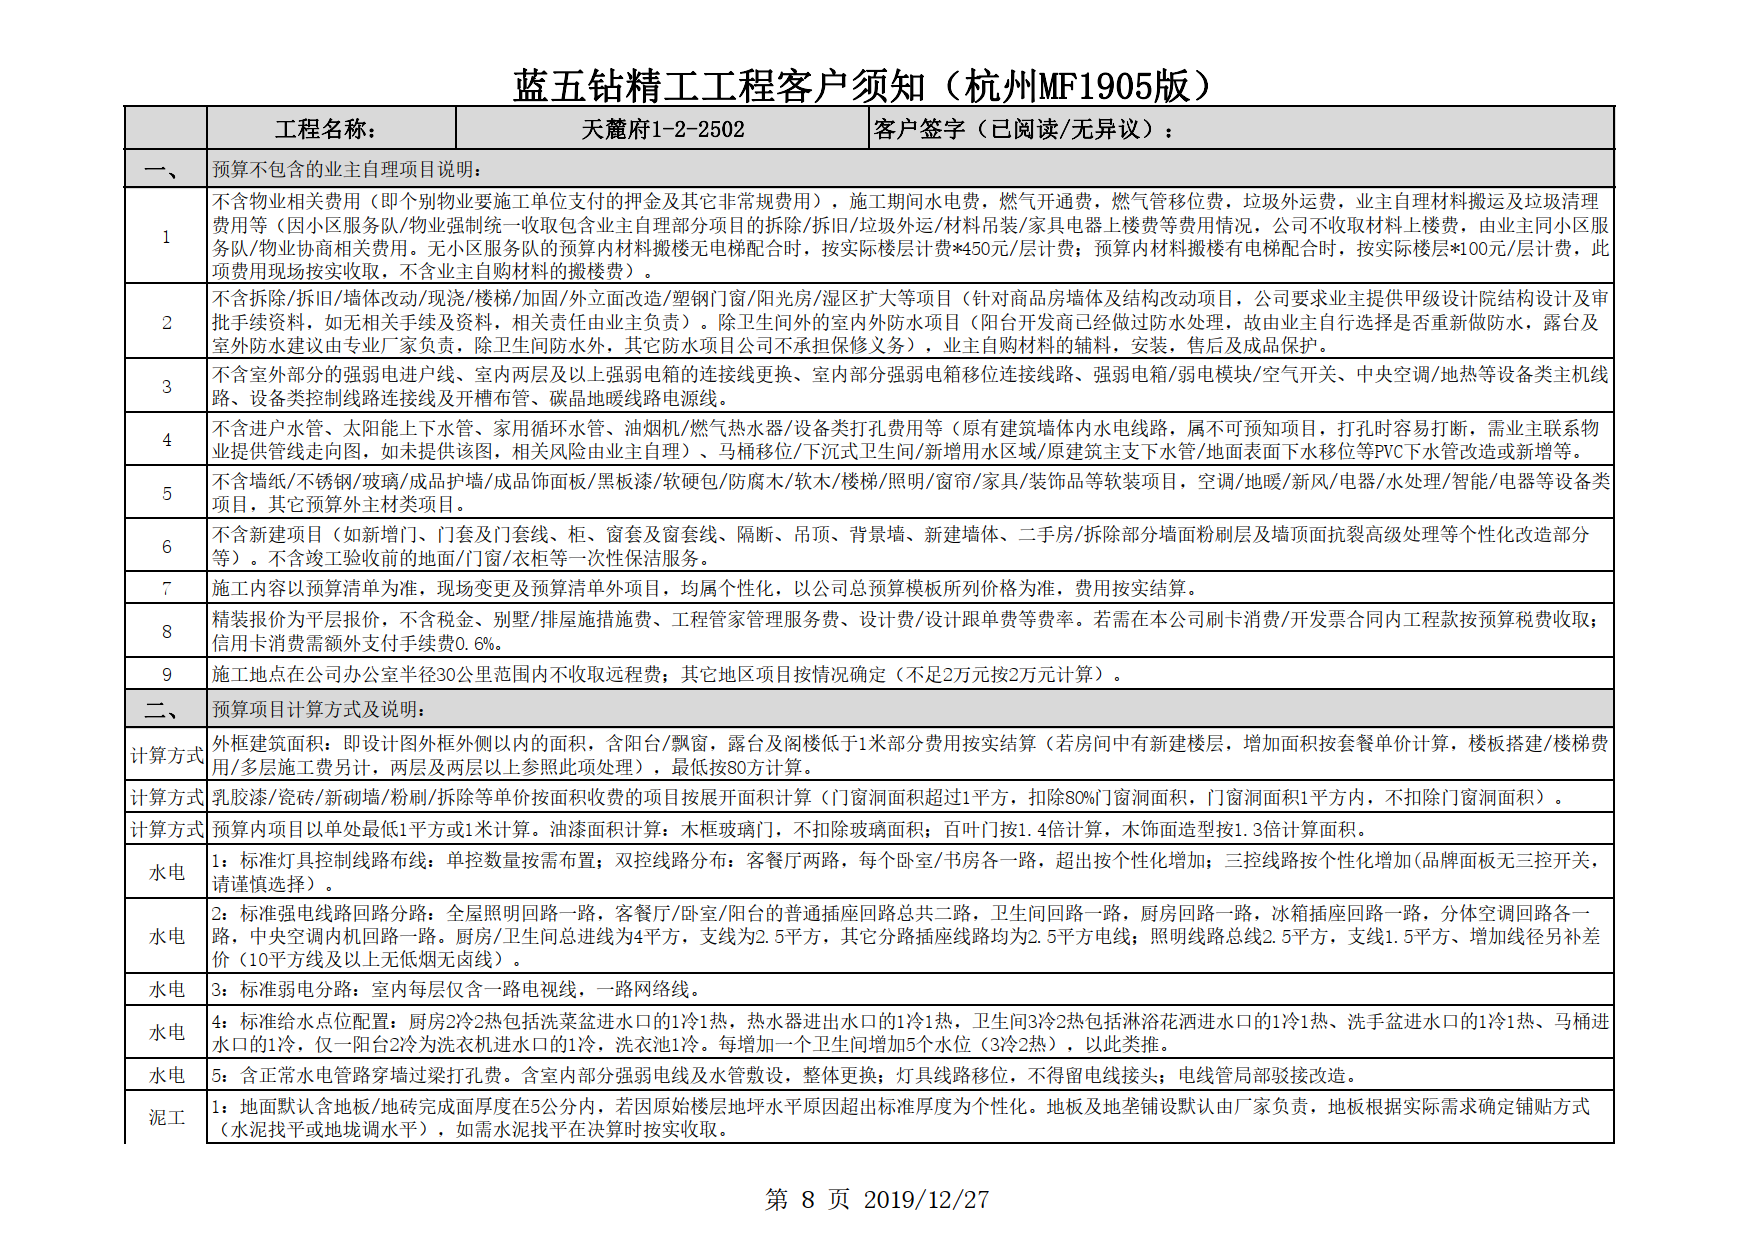 蓝五钻精工工程客户须知（杭州MF1905版）
工程名称： 天麓府1-2-2502 客户签字（已阅读/无异议）：
一、 预算不包含的业主自理项目说明：
不含物业相关费用（即个别物业要施工单位支付的押金及其它非常规费用），施工期间水电费，燃气开通费，燃气管移位费，垃圾外运费，业主自理材料搬运及垃圾清理
费用等（因小区服务队/物业强制统一收取包含业主自理部分项目的拆除/拆旧/垃圾外运/材料吊装/家具电器上楼费等费用情况，公司不收取材料上楼费，由业主同小区服
1
务队/物业协商相关费用。无小区服务队的预算内材料搬楼无电梯配合时，按实际楼层计费*450元/层计费；预算内材料搬楼有电梯配合时，按实际楼层*100元/层计费，此
项费用现场按实收取，不含业主自购材料的搬楼费）。
不含拆除/拆旧/墙体改动/现浇/楼梯/加固/外立面改造/塑钢门窗/阳光房/湿区扩大等项目（针对商品房墙体及结构改动项目，公司要求业主提供甲级设计院结构设计及审
2 批手续资料，如无相关手续及资料，相关责任由业主负责）。除卫生间外的室内外防水项目（阳台开发商已经做过防水处理，故由业主自行选择是否重新做防水，露台及
室外防水建议由专业厂家负责，除卫生间防水外，其它防水项目公司不承担保修义务），业主自购材料的辅料，安装，售后及成品保护。
3 不含室外部分的强弱电进户线、室内两层及以上强弱电箱的连接线更换、室内部分强弱电箱移位连接线路、强弱电箱/弱电模块/空气开关、中央空调/地热等设备类主机线
路、设备类控制线路连接线及开槽布管、碳晶地暖线路电源线。
4 不含进户水管、太阳能上下水管、家用循环水管、油烟机/燃气热水器/设备类打孔费用等（原有建筑墙体内水电线路，属不可预知项目，打孔时容易打断，需业主联系物
业提供管线走向图，如未提供该图，相关风险由业主自理）、马桶移位/下沉式卫生间/新增用水区域/原建筑主支下水管/地面表面下水移位等PVC下水管改造或新增等。
5 不含墙纸/不锈钢/玻璃/成品护墙/成品饰面板/黑板漆/软硬包/防腐木/软木/楼梯/照明/窗帘/家具/装饰品等软装项目，空调/地暖/新风/电器/水处理/智能/电器等设备类
项目，其它预算外主材类项目。
6 不含新建项目（如新增门、门套及门套线、柜、窗套及窗套线、隔断、吊顶、背景墙、新建墙体、二手房/拆除部分墙面粉刷层及墙顶面抗裂高级处理等个性化改造部分
等）。不含竣工验收前的地面/门窗/衣柜等一次性保洁服务。
7 施工内容以预算清单为准，现场变更及预算清单外项目，均属个性化，以公司总预算模板所列价格为准，费用按实结算。
8 精装报价为平层报价，不含税金、别墅/排屋施措施费、工程管家管理服务费、设计费/设计跟单费等费率。若需在本公司刷卡消费/开发票合同内工程款按预算税费收取；
信用卡消费需额外支付手续费0.6%。
9 施工地点在公司办公室半径30公里范围内不收取远程费；其它地区项目按情况确定（不足2万元按2万元计算）。
二、 预算项目计算方式及说明：
计算方式 外框建筑面积：即设计图外框外侧以内的面积，含阳台/飘窗，露台及阁楼低于1米部分费用按实结算（若房间中有新建楼层，增加面积按套餐单价计算，楼板搭建/楼梯费
用/多层施工费另计，两层及两层以上参照此项处理），最低按80方计算。
计算方式 乳胶漆/瓷砖/新砌墙/粉刷/拆除等单价按面积收费的项目按展开面积计算（门窗洞面积超过1平方，扣除80%门窗洞面积，门窗洞面积1平方内，不扣除门窗洞面积）。
计算方式 预算内项目以单处最低1平方或1米计算。油漆面积计算：木框玻璃门，不扣除玻璃面积；百叶门按1.4倍计算，木饰面造型按1.3倍计算面积。
水电 1：标准灯具控制线路布线：单控数量按需布置；双控线路分布：客餐厅两路，每个卧室/书房各一路，超出按个性化增加；三控线路按个性化增加(品牌面板无三控开关，
请谨慎选择）。
2：标准强电线路回路分路：全屋照明回路一路，客餐厅/卧室/阳台的普通插座回路总共二路，卫生间回路一路，厨房回路一路，冰箱插座回路一路，分体空调回路各一
水电 路，中央空调内机回路一路。厨房/卫生间总进线为4平方，支线为2.5平方，其它分路插座线路均为2.5平方电线；照明线路总线2.5平方，支线1.5平方、增加线径另补差
价（10平方线及以上无低烟无卤线）。
水电 3：标准弱电分路：室内每层仅含一路电视线，一路网络线。
水电 4：标准给水点位配置：厨房2冷2热包括洗菜盆进水口的1冷1热，热水器进出水口的1冷1热，卫生间3冷2热包括淋浴花洒进水口的1冷1热、洗手盆进水口的1冷1热、马桶进
水口的1冷，仅一阳台2冷为洗衣机进水口的1冷，洗衣池1冷。每增加一个卫生间增加5个水位（3冷2热），以此类推。
水电 5：含正常水电管路穿墙过梁打孔费。含室内部分强弱电线及水管敷设，整体更换；灯具线路移位，不得留电线接头；电线管局部驳接改造。
泥工 1：地面默认含地板/地砖完成面厚度在5公分内，若因原始楼层地坪水平原因超出标准厚度为个性化。地板及地垄铺设默认由厂家负责，地板根据实际需求确定铺贴方式
（水泥找平或地垅调水平），如需水泥找平在决算时按实收取。
第 8 页 2019/12/27